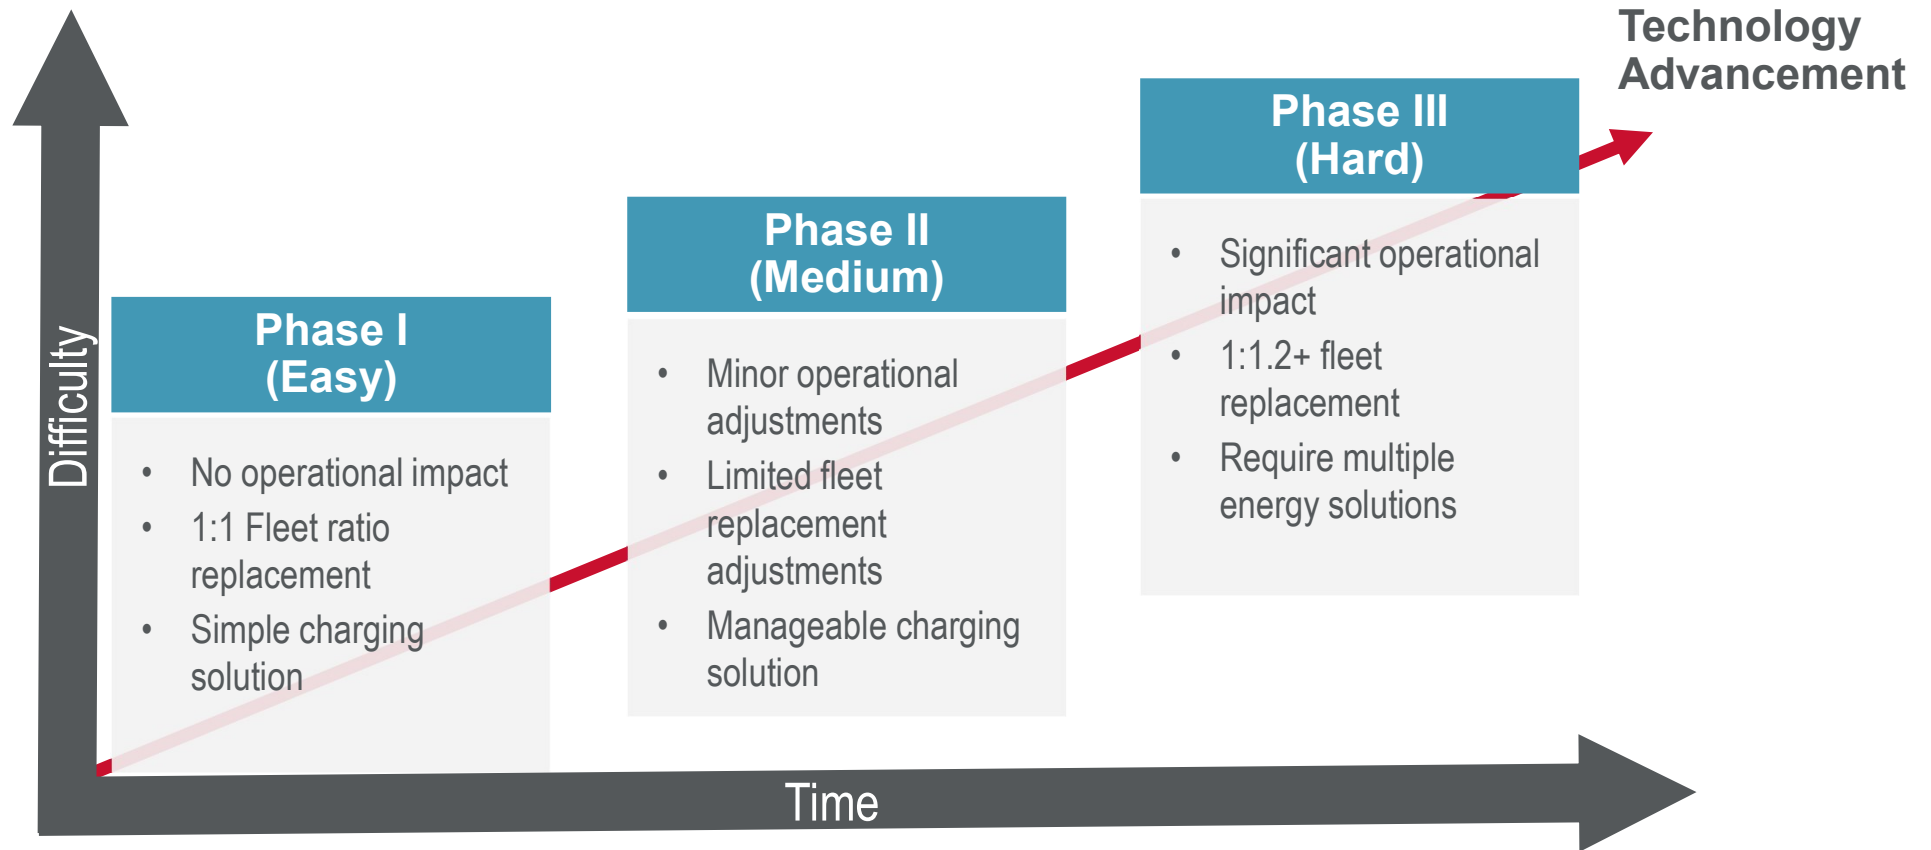 Technology
Advancement
Difficulty
Phase I
(Easy)
• No operational impact
• 1:1 Fleet ratio
replacement
• Simple charging
solution
Phase II
(Medium)
• Minor operational
adjustments
• Limited fleet
replacement
adjustments
• Manageable charging
solution
Phase III
(Hard)
• Significant operational
impact
• 1:1.2+ fleet
replacement
• Require multiple
energy solutions
Time